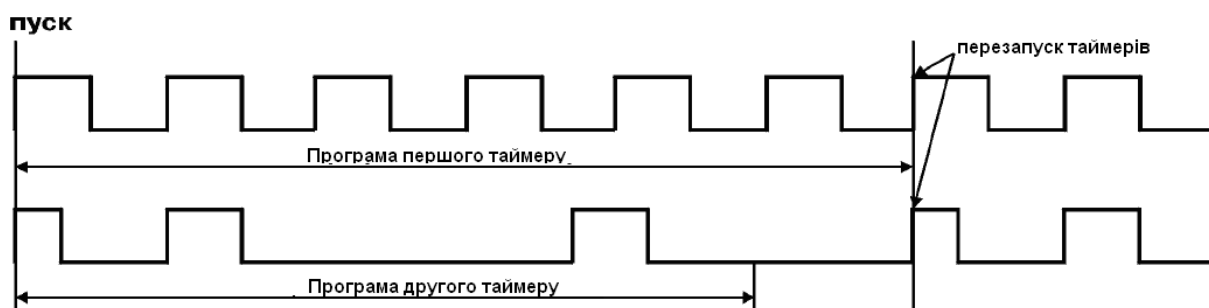 пуск
перезапуск таймерів
Програма першого таймеру
Програма другого таймеру